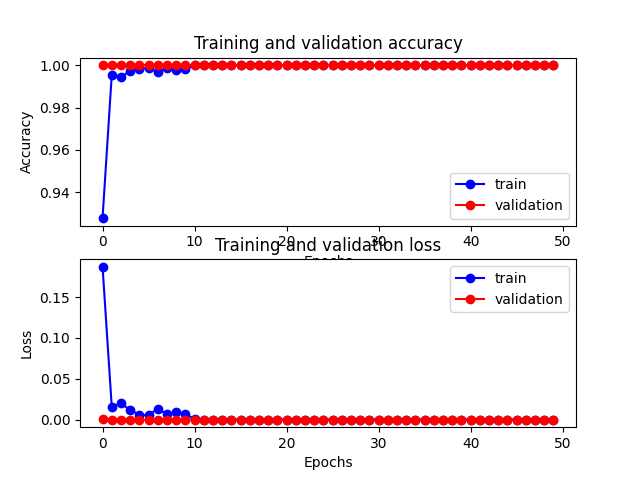 Training and validation accuracy
1.00
0.98
0.96
0.94
Accuracy
train
validation
0 10 20 30 40 50
Epochs
Training and validation loss
0.15
0.10
0.05
0.00
Loss
train
validation
0 10 20 30 40 50
Epochs